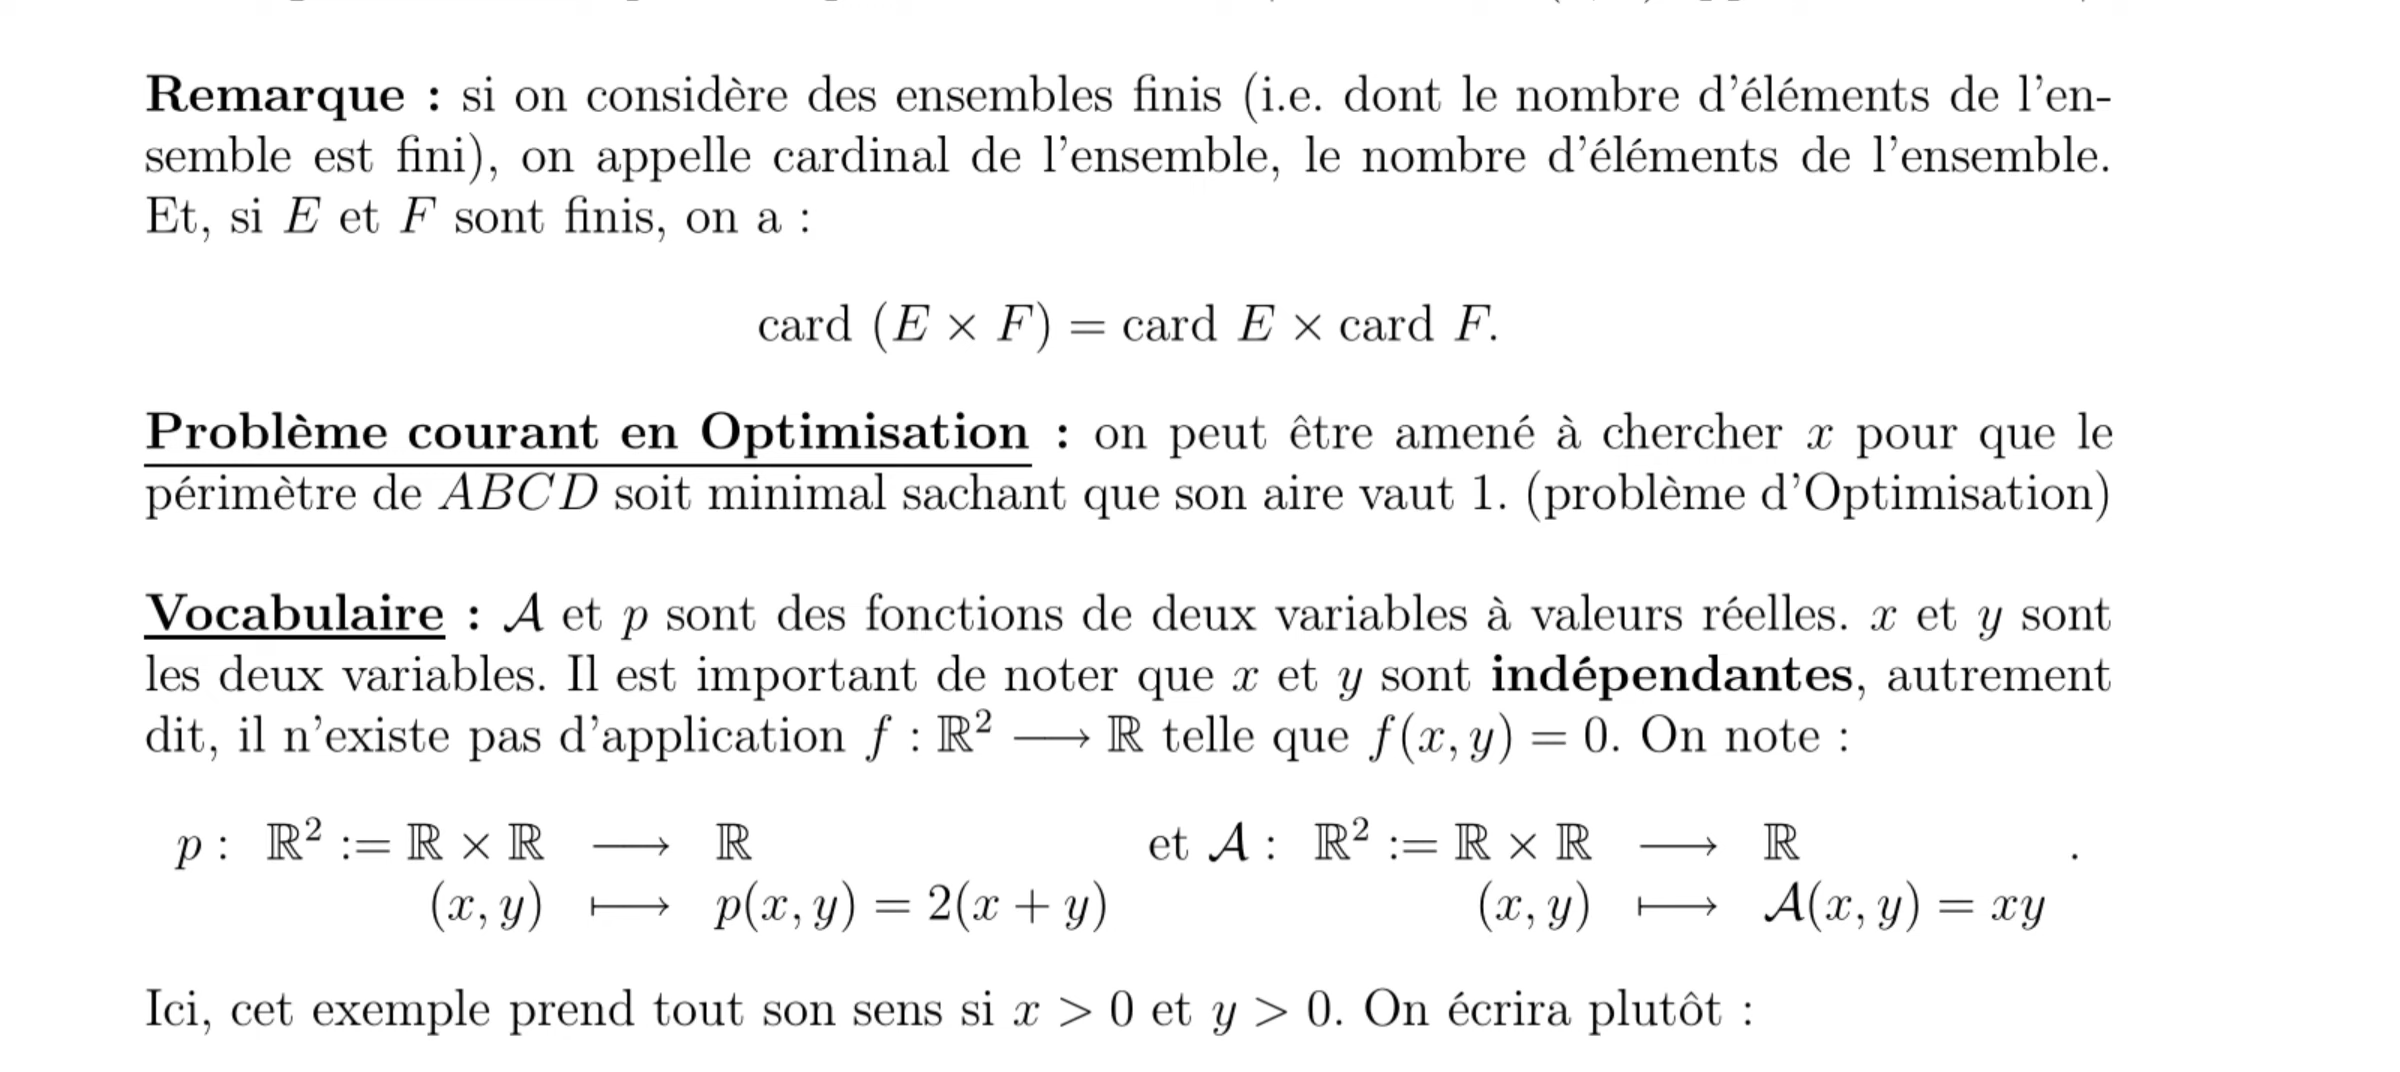 Remarque : si on considère des ensembles finis (i.e. dont le nombre d'éléments de l'en-
semble est fini), on appelle cardinal de l'ensemble, le nombre d'éléments de l'ensemble.
Et, si E et F sont finis, on a :
card (E × F) = card E × card F.
Problème courant en Optimisation : on peut être amené à chercher x pour que le
périmètre de ABCD soit minimal sachant que son aire vaut 1. (problème d'Optimisation)
Vocabulaire : 𝒜 et p sont des fonctions de deux variables à valeurs réelles. x et y sont
les deux variables. Il est important de noter que x et y sont indépendantes, autrement
dit, il n'existe pas d'application f : ℝ² ⟶ ℝ telle que f(x, y) = 0. On note :
p : ℝ² := ℝ × ℝ ⟶ ℝ et 𝒜 : ℝ² := ℝ × ℝ ⟶ ℝ .
(x, y) ⟼ p(x, y) = 2(x + y) (x, y) ⟼ 𝒜(x, y) = xy
Ici, cet exemple prend tout son sens si x > 0 et y > 0. On écrira plutôt :